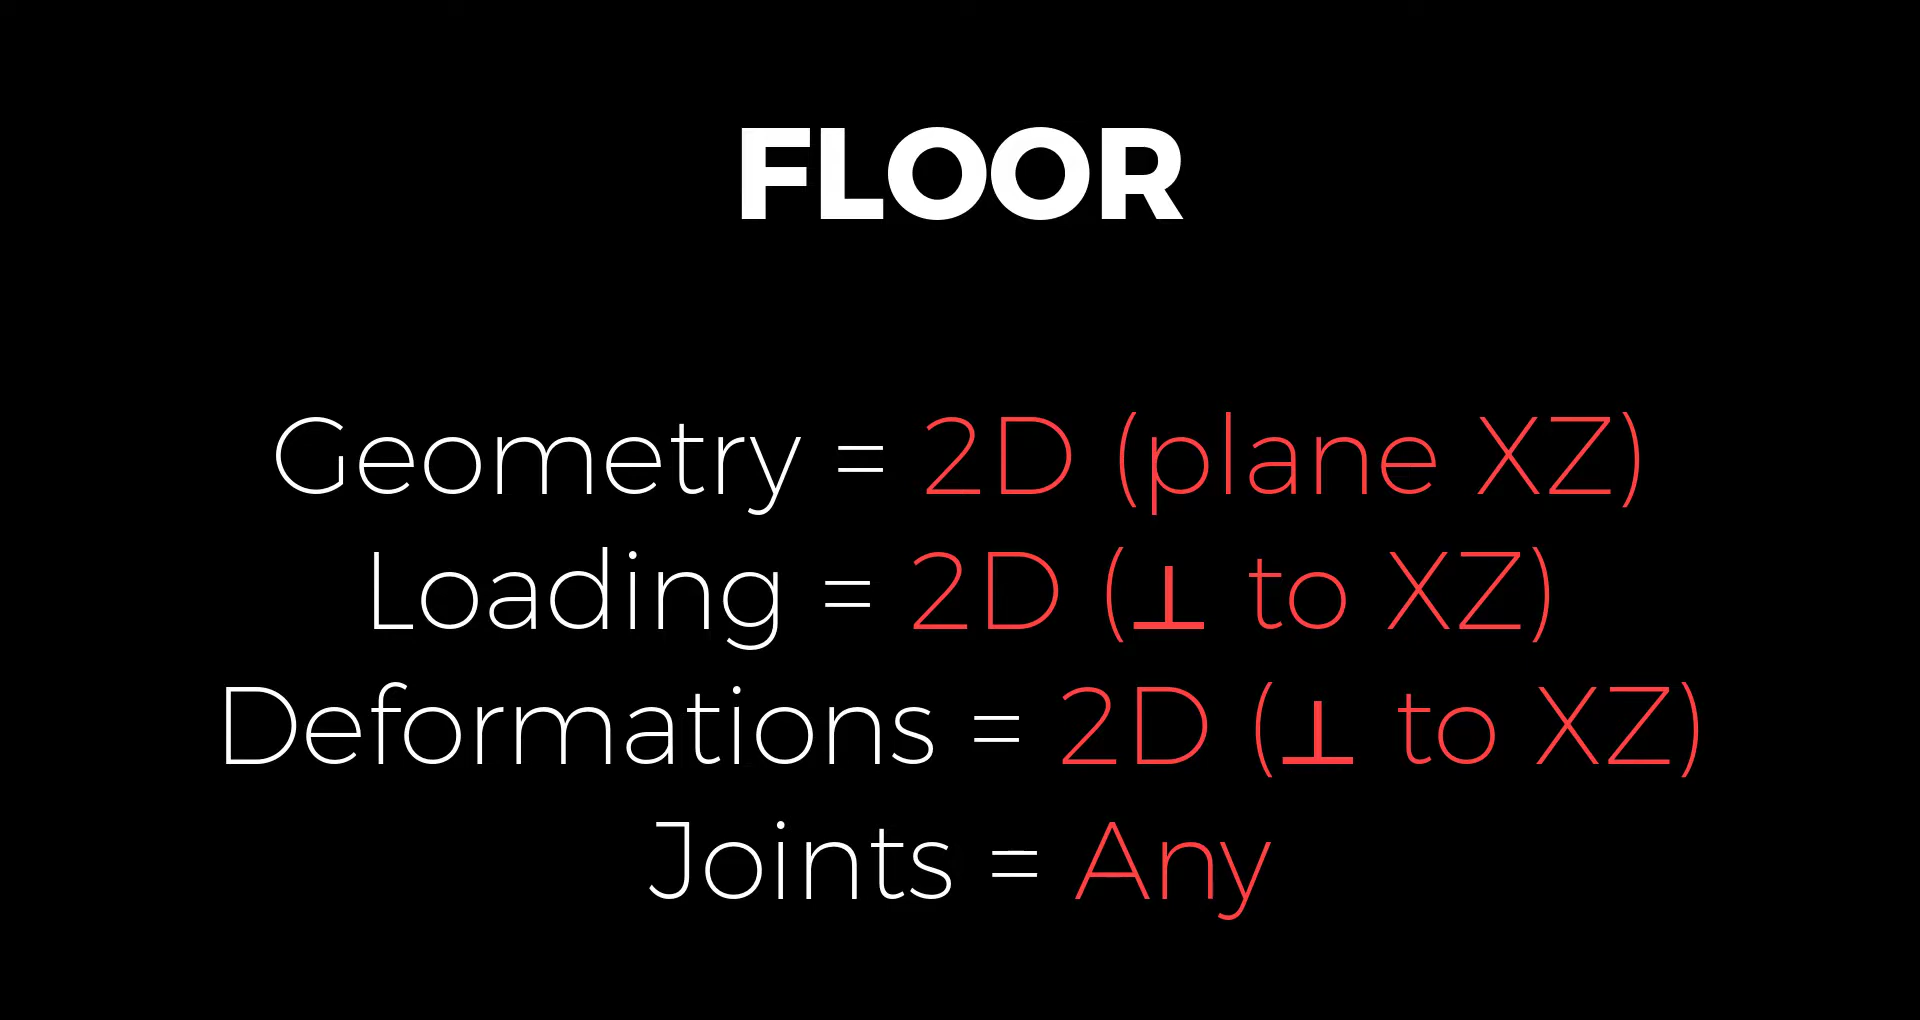 FLOOR
Geometry = 2D (plane XZ)
Loading = 2D (⊥ to XZ)
Deformations = 2D (⊥ to XZ)
Joints = Any